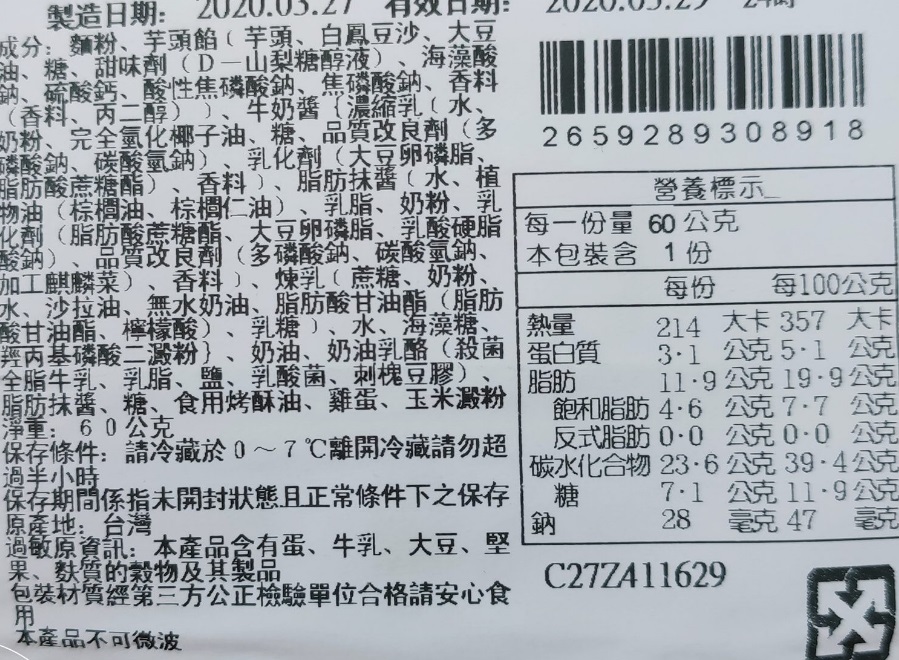 製造日期: 2020.03.27 有效日期: 2020.03.29 24時
成分: 麵粉、芋頭餡(芋頭、白鳳豆沙、大豆
油、糖、甜味劑(D-山梨糖醇液)、海藻酸
鈉、硫酸鈣、酸性焦磷酸鈉、焦磷酸鈉、香料
(香料、丙二醇))、牛奶醬{濃縮乳(水、
奶粉、完全氫化椰子油、糖、品質改良劑(多
磷酸鈉、碳酸氫鈉)、乳化劑(大豆卵磷脂、
脂肪酸蔗糖酯)、香料)、脂肪抹醬(水、植
物油(棕櫚油、棕櫚仁油)、乳脂、奶粉、乳
化劑(脂肪酸蔗糖酯、大豆卵磷脂、乳酸硬脂
酸鈉)、品質改良劑(多磷酸鈉、碳酸氫鈉、
加工麒麟菜)、香料)、煉乳(蔗糖、奶粉、
水、沙拉油、無水奶油、脂肪酸甘油酯(脂肪
酸甘油酯、檸檬酸)、乳糖)、水、海藻糖、
羥丙基磷酸二澱粉}、奶油、奶油乳酪(殺菌
全脂牛乳、乳脂、鹽、乳酸菌、刺槐豆膠)、
脂肪抹醬、糖、食用烤酥油、雞蛋、玉米澱粉
淨重: 60公克
保存條件: 請冷藏於0~7℃離開冷藏請勿超
過半小時
保存期間係指未開封狀態且正常條件下之保存
原產地: 台灣
過敏原資訊: 本產品含有蛋、牛乳、大豆、堅
果、麩質的穀物及其製品
包裝材質經第三方公正檢驗單位合格請安心食
用
本產品不可微波
2659289308918
營養標示
每一份量 60 公克
本包裝含 1 份
每份 每100公克
熱量 214 大卡 357 大卡
蛋白質 3.1 公克 5.1 公克
脂肪 11.9 公克 19.9 公克
飽和脂肪 4.6 公克 7.7 公克
反式脂肪 0.0 公克 0.0 公克
碳水化合物 23.6 公克 39.4 公克
糖 7.1 公克 11.9 公克
鈉 28 毫克 47 毫克
C27Z411629